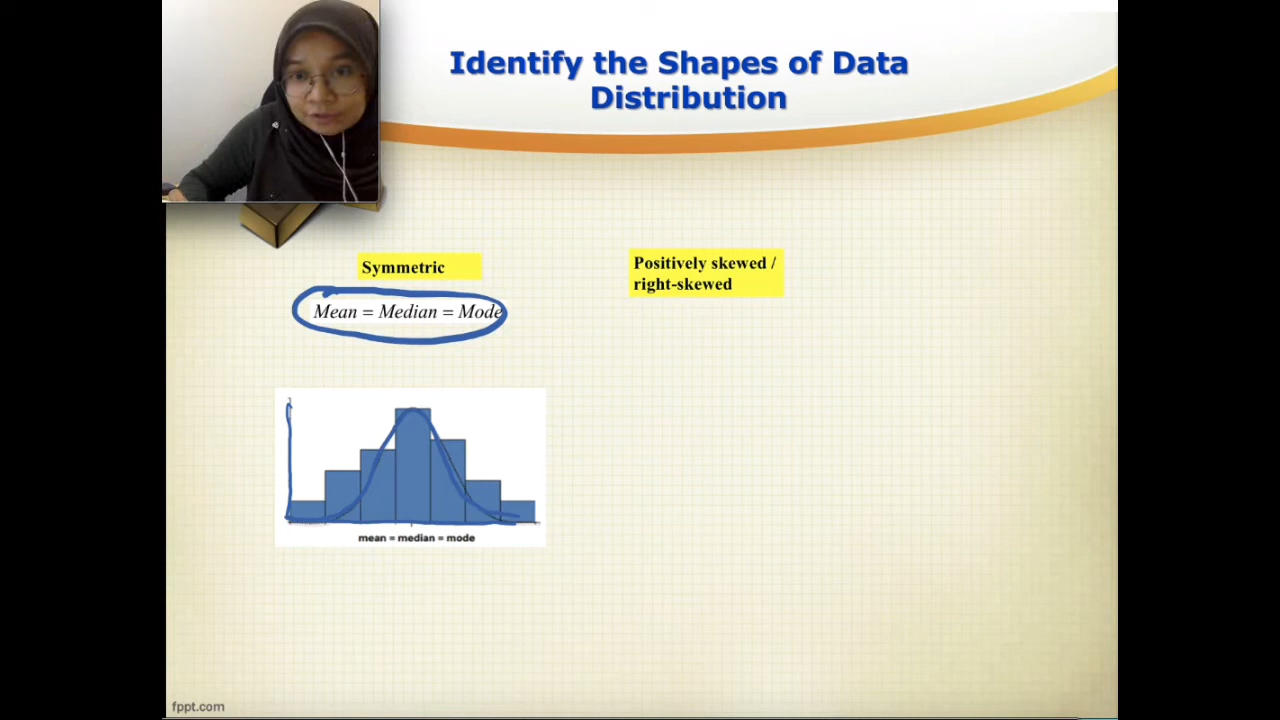 Identify the Shapes of Data
Distribution
Symmetric
Mean = Median = Mode
Positively skewed /
right-skewed
mean = median = mode
fppt.com